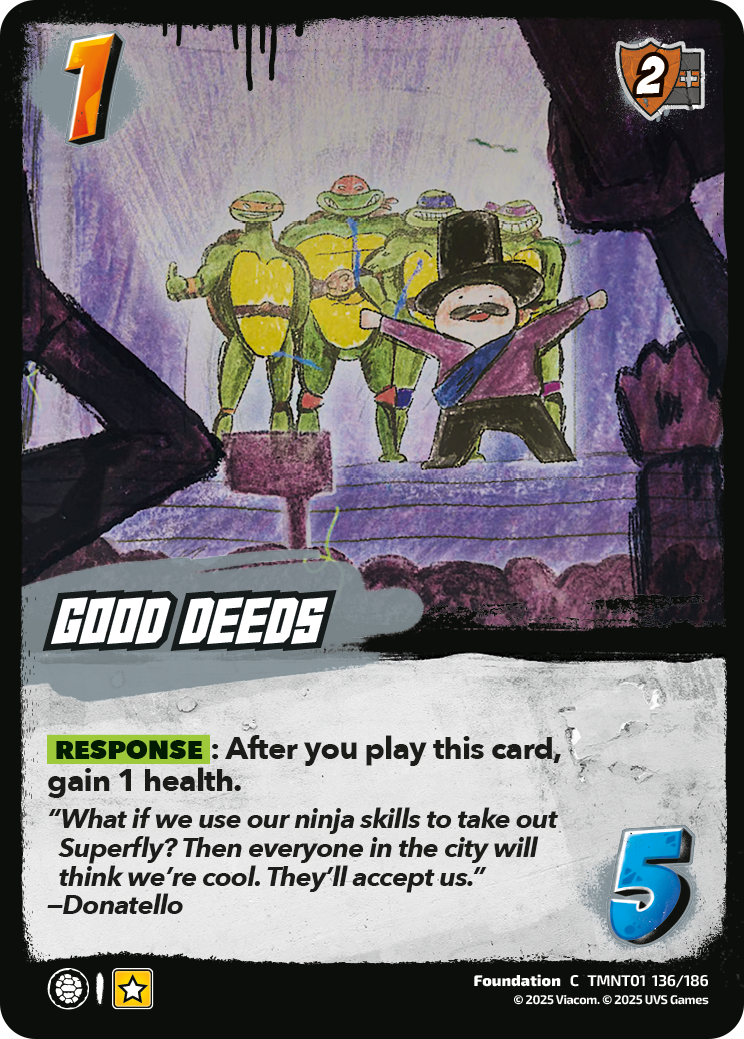 1
2
GOOD DEEDS
RESPONSE: After you play this card,
gain 1 health.
“What if we use our ninja skills to take out
Superfly? Then everyone in the city will
think we’re cool. They’ll accept us.”
—Donatello
5
Foundation C TMNT01 136/186
© 2025 Viacom. © 2025 UVS Games